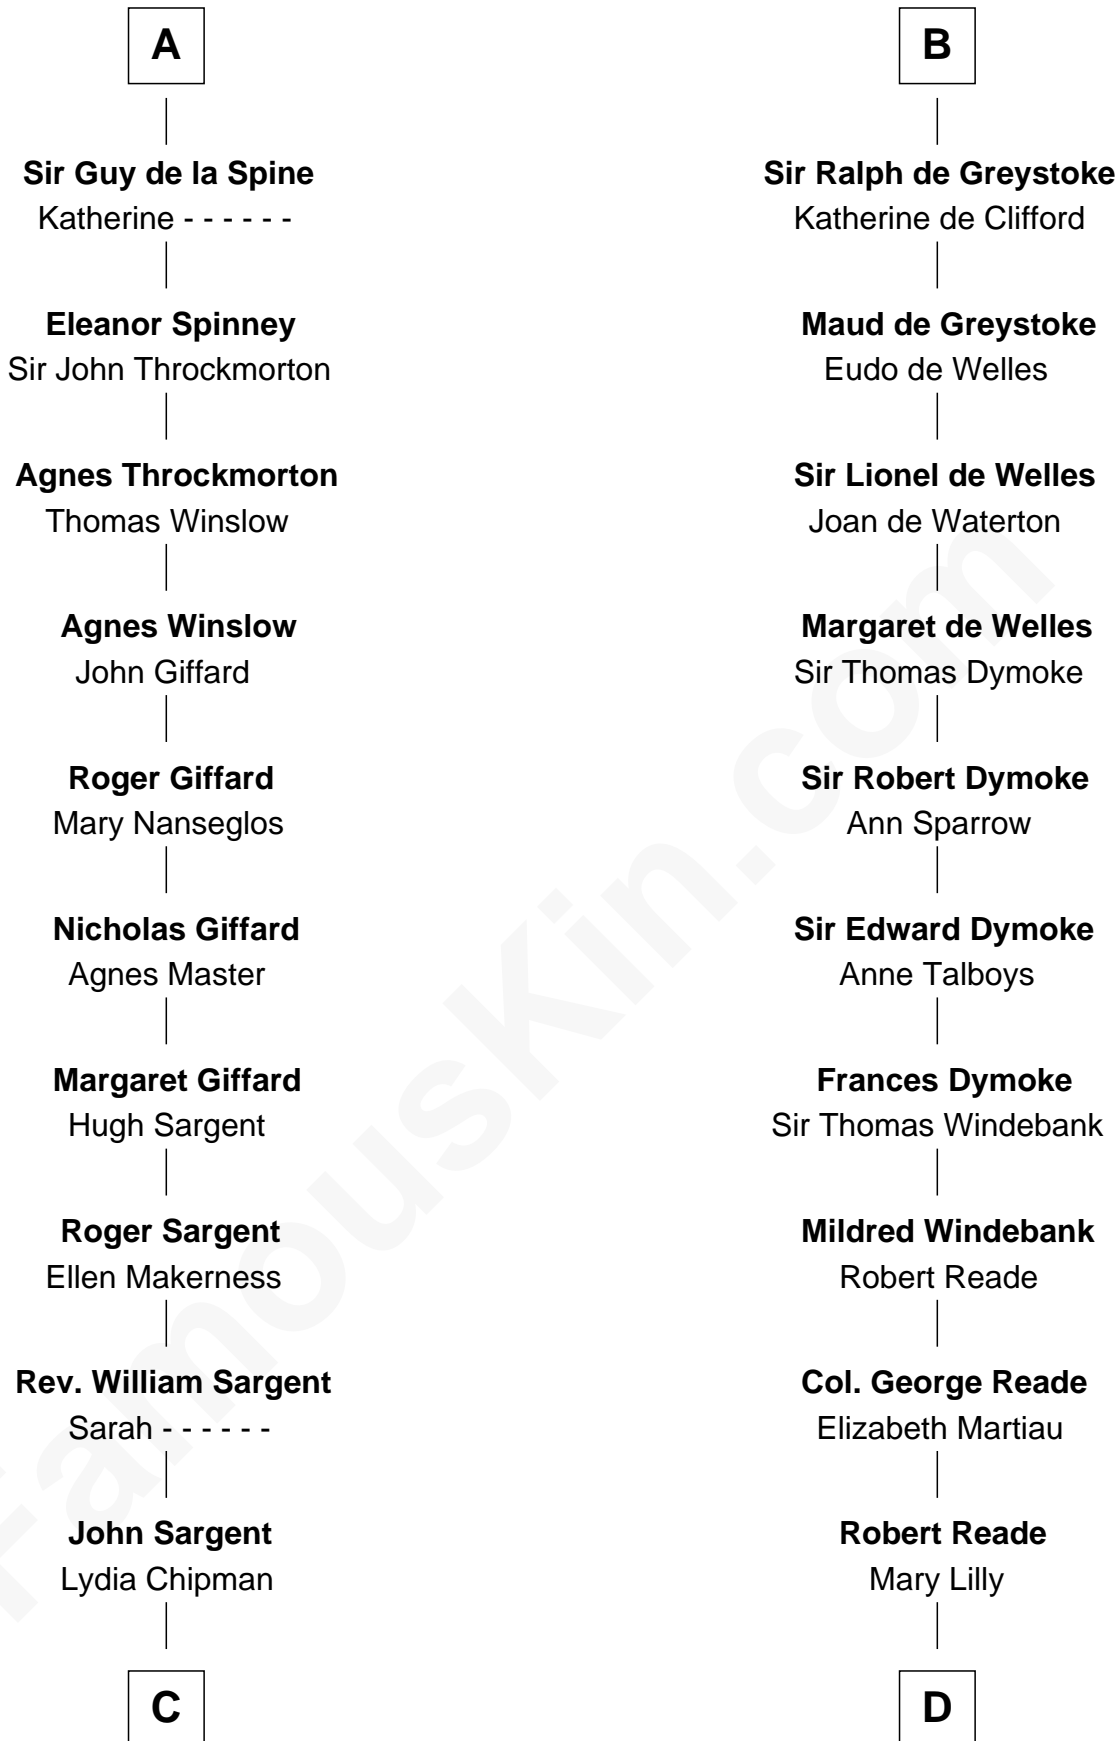 A
Sir Guy de la Spine
Katherine - - - - - -
Eleanor Spinney
Sir John Throckmorton
Agnes Throckmorton
Thomas Winslow
Agnes Winslow
John Giffard
Roger Giffard
Mary Nanseglos
Nicholas Giffard
Agnes Master
Margaret Giffard
Hugh Sargent
Roger Sargent
Ellen Makerness
Rev. William Sargent
Sarah - - - - - -
John Sargent
Lydia Chipman
C
B
Sir Ralph de Greystoke
Katherine de Clifford
Maud de Greystoke
Eudo de Welles
Sir Lionel de Welles
Joan de Waterton
Margaret de Welles
Sir Thomas Dymoke
Sir Robert Dymoke
Ann Sparrow
Sir Edward Dymoke
Anne Talboys
Frances Dymoke
Sir Thomas Windebank
Mildred Windebank
Robert Reade
Col. George Reade
Elizabeth Martiau
Robert Reade
Mary Lilly
D
FamousKin.com